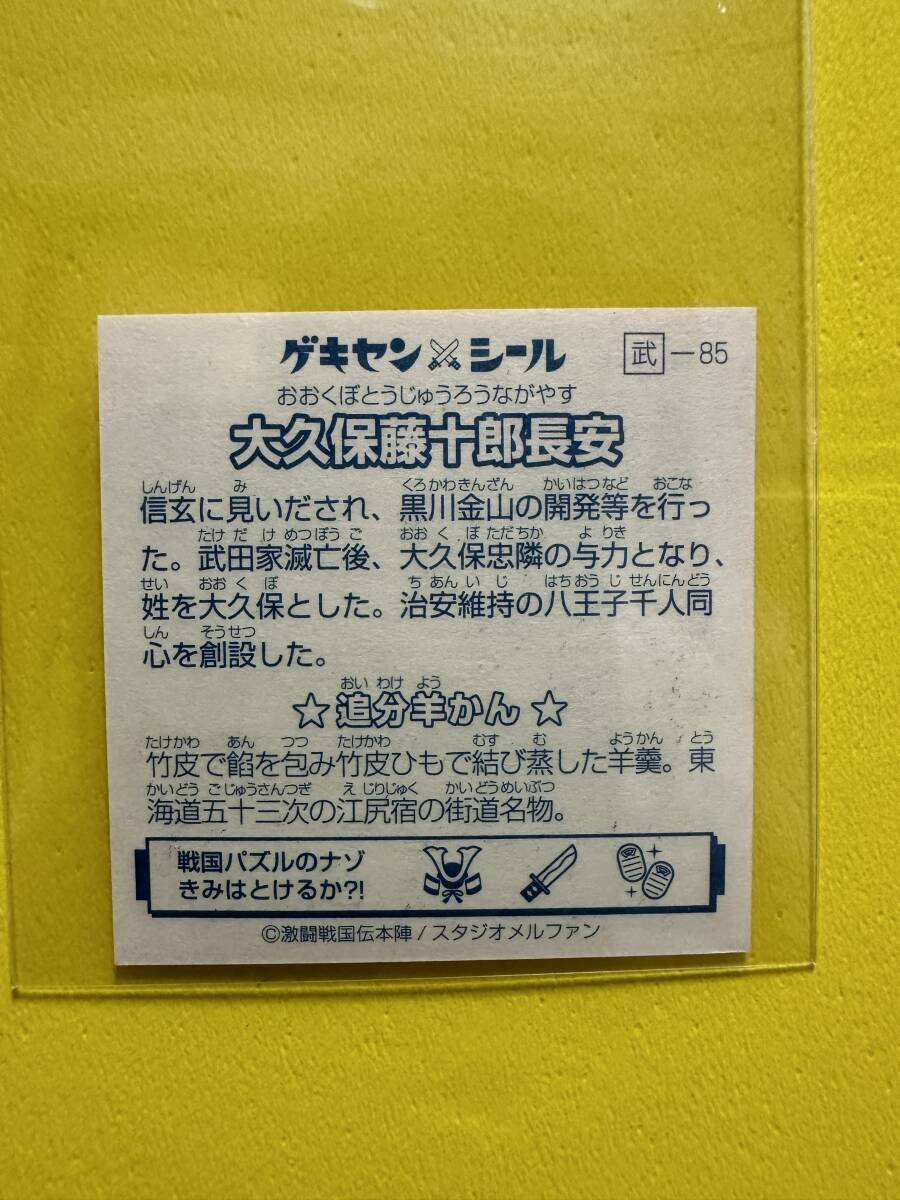 ゲキセン⚔シール
武-85
おおくぼとうじゅうろうながやす
大久保藤十郎長安
しんげん み くろかわきんざん かいはつなど おこな
信玄に見いだされ、黒川金山の開発等を行っ
たけだけめつぼうご おおくぼただちか よりき
た。武田家滅亡後、大久保忠隣の与力となり、
せい おおくぼ ちあんいじ はちおうじせんにんどう
姓を大久保とした。治安維持の八王子千人同
しん そうせつ
心を創設した。
おいわけよう
☆追分羊かん☆
たけかわ あん つつ たけかわ むす む ようかん とう
竹皮で餡を包み竹皮ひもで結び蒸した羊羹。東
かいどうごじゅうさんつぎ えじりじゅく かいどうめいぶつ
海道五十三次の江尻宿の街道名物。
戦国パズルのナゾ
きみはとけるか?!
©激闘戦国伝本陣/スタジオメルファン